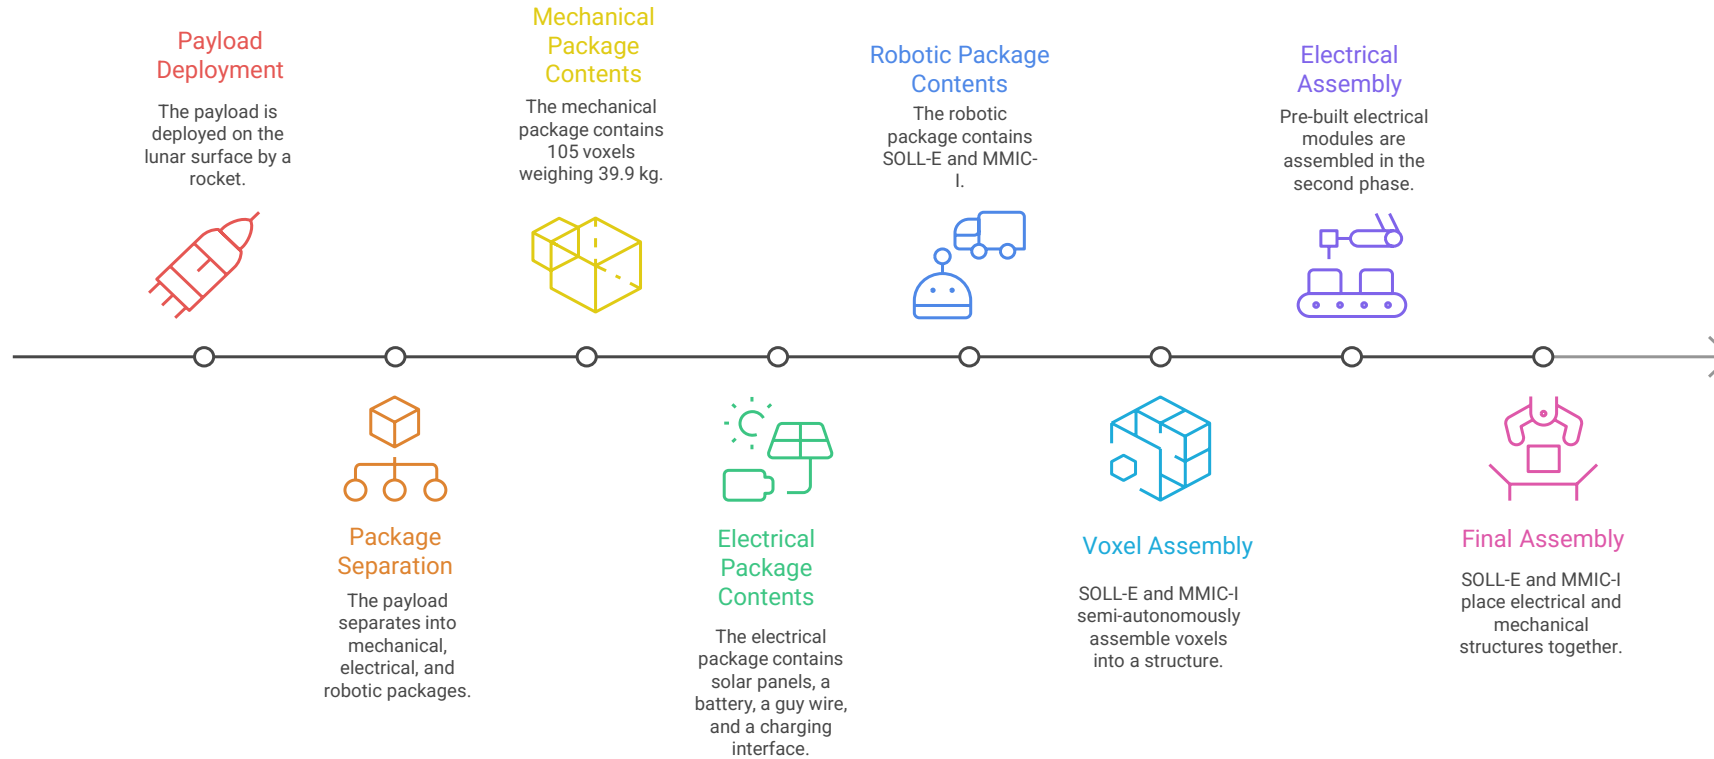 Payload
Deployment
The payload is
deployed on the
lunar surface by a
rocket.
Package
Separation
The payload
separates into
mechanical,
electrical, and
robotic packages.
Mechanical
Package
Contents
The mechanical
package contains
105 voxels
weighing 39.9 kg.
Electrical
Package
Contents
The electrical
package contains
solar panels, a
battery, a guy wire,
and a charging
interface.
Robotic Package
Contents
The robotic
package contains
SOLL-E and MMIC-
I.
Voxel Assembly
SOLL-E and MMIC-I
semi-autonomously
assemble voxels
into a structure.
Electrical
Assembly
Pre-built electrical
modules are
assembled in the
second phase.
Final Assembly
SOLL-E and MMIC-I
place electrical and
mechanical
structures together.